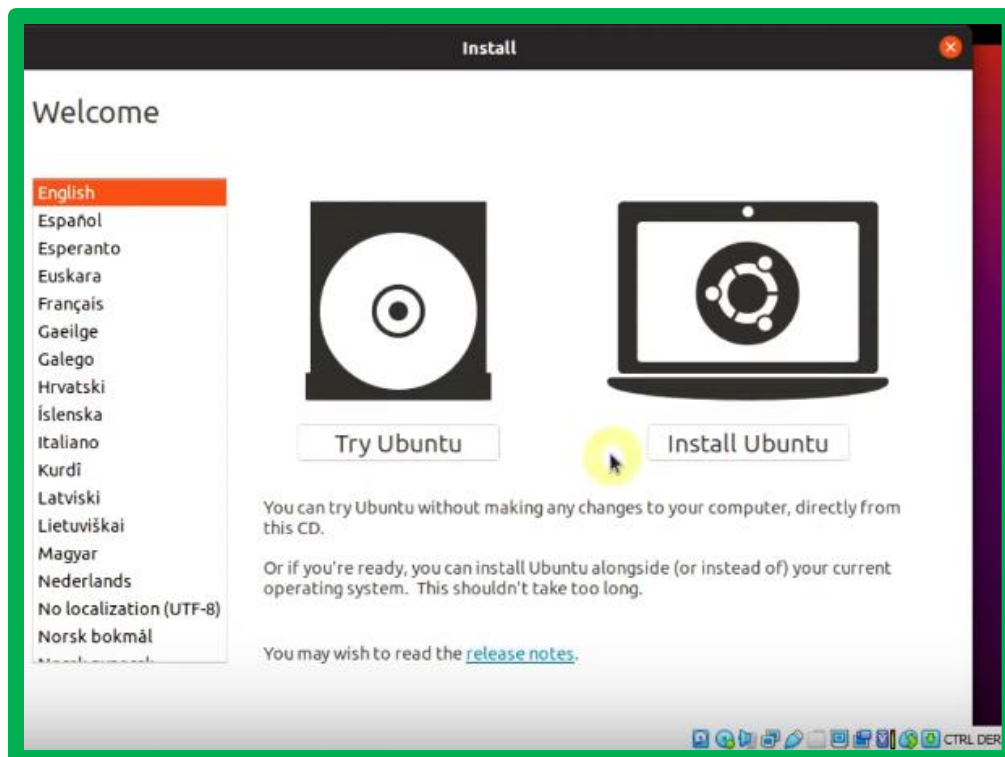 Install
Welcome
English
Español
Esperanto
Euskara
Français
Gaeilge
Galego
Hrvatski
Íslenska
Italiano
Kurdî
Latviski
Lietuviškai
Magyar
Nederlands
No localization (UTF-8)
Norsk bokmål
Try Ubuntu
Install Ubuntu
You can try Ubuntu without making any changes to your computer, directly from
this CD.
Or if you're ready, you can install Ubuntu alongside (or instead of) your current
operating system. This shouldn't take too long.
You may wish to read the release notes.
CTRL DER